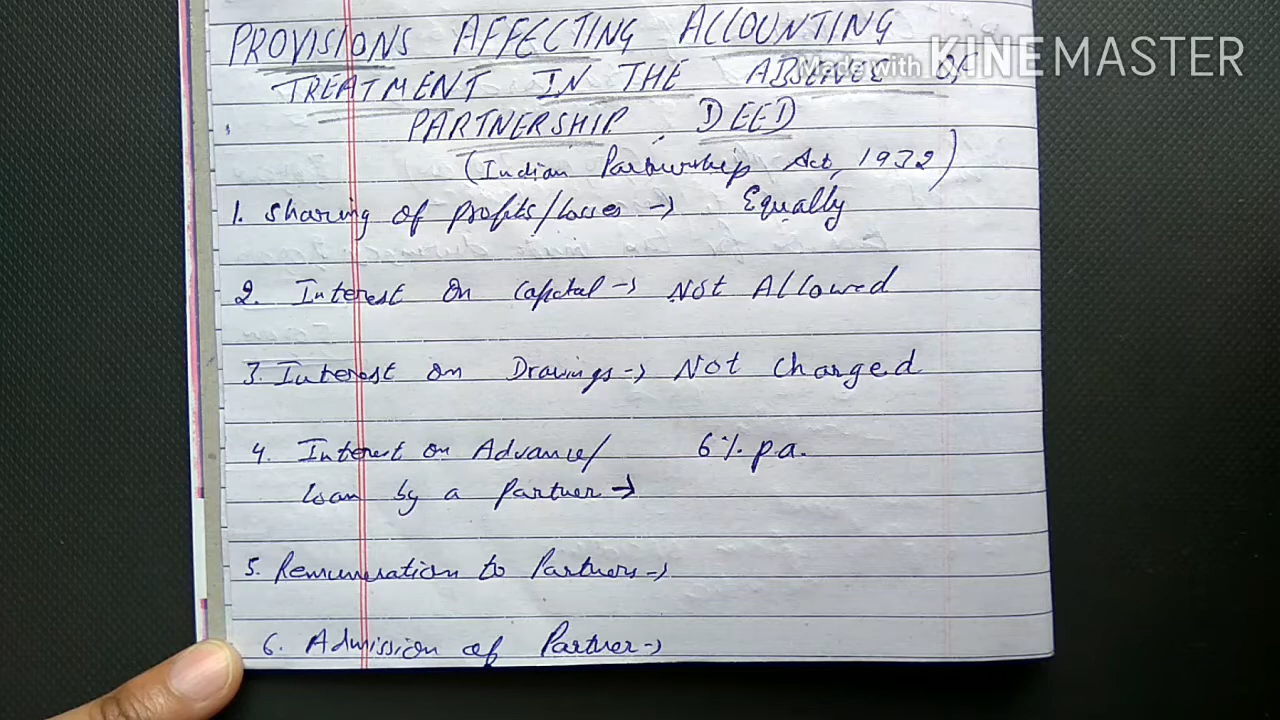 PROVISIONS AFFECTING ACCOUNTING
Made with KINEMASTER
TREATMENT IN THE ABSENCE OF
PARTNERSHIP DEED
(Indian Partnership Act, 1932)
1. Sharing of Profits/Losses → Equally
2. Interest on Capital → Not Allowed
3. Interest on Drawings → Not Charged
4. Interest on Advance/ 6% p.a.
Loan by a Partner →
5. Remuneration to Partners →
6. Admission of Partner →